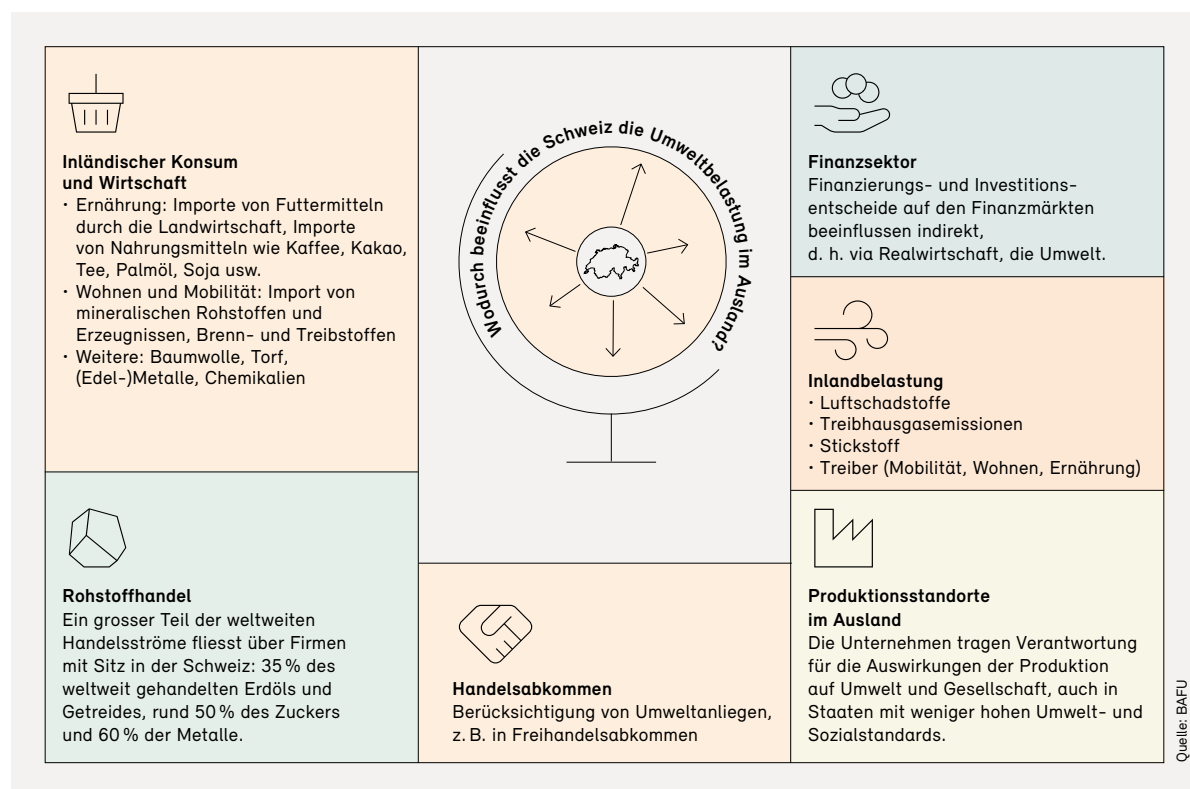 Inländischer Konsum
und Wirtschaft
· Ernährung: Importe von Futtermitteln
durch die Landwirtschaft, Importe
von Nahrungsmitteln wie Kaffee, Kakao,
Tee, Palmöl, Soja usw.
· Wohnen und Mobilität: Import von
mineralischen Rohstoffen und
Erzeugnissen, Brenn- und Treibstoffen
· Weitere: Baumwolle, Torf,
(Edel-)Metalle, Chemikalien
Rohstoffhandel
Ein grosser Teil der weltweiten
Handelsströme fliesst über Firmen
mit Sitz in der Schweiz: 35 % des
weltweit gehandelten Erdöls und
Getreides, rund 50 % des Zuckers
und 60 % der Metalle.
Wodurch beeinflusst die Schweiz die Umweltbelastung im Ausland?
Handelsabkommen
Berücksichtigung von Umweltanliegen,
z. B. in Freihandelsabkommen
Finanzsektor
Finanzierungs- und Investitions-
entscheide auf den Finanzmärkten
beeinflussen indirekt,
d. h. via Realwirtschaft, die Umwelt.
Inlandbelastung
· Luftschadstoffe
· Treibhausgasemissionen
· Stickstoff
· Treiber (Mobilität, Wohnen, Ernährung)
Produktionsstandorte
im Ausland
Die Unternehmen tragen Verantwortung
für die Auswirkungen der Produktion
auf Umwelt und Gesellschaft, auch in
Staaten mit weniger hohen Umwelt- und
Sozialstandards.
Quelle: BAFU